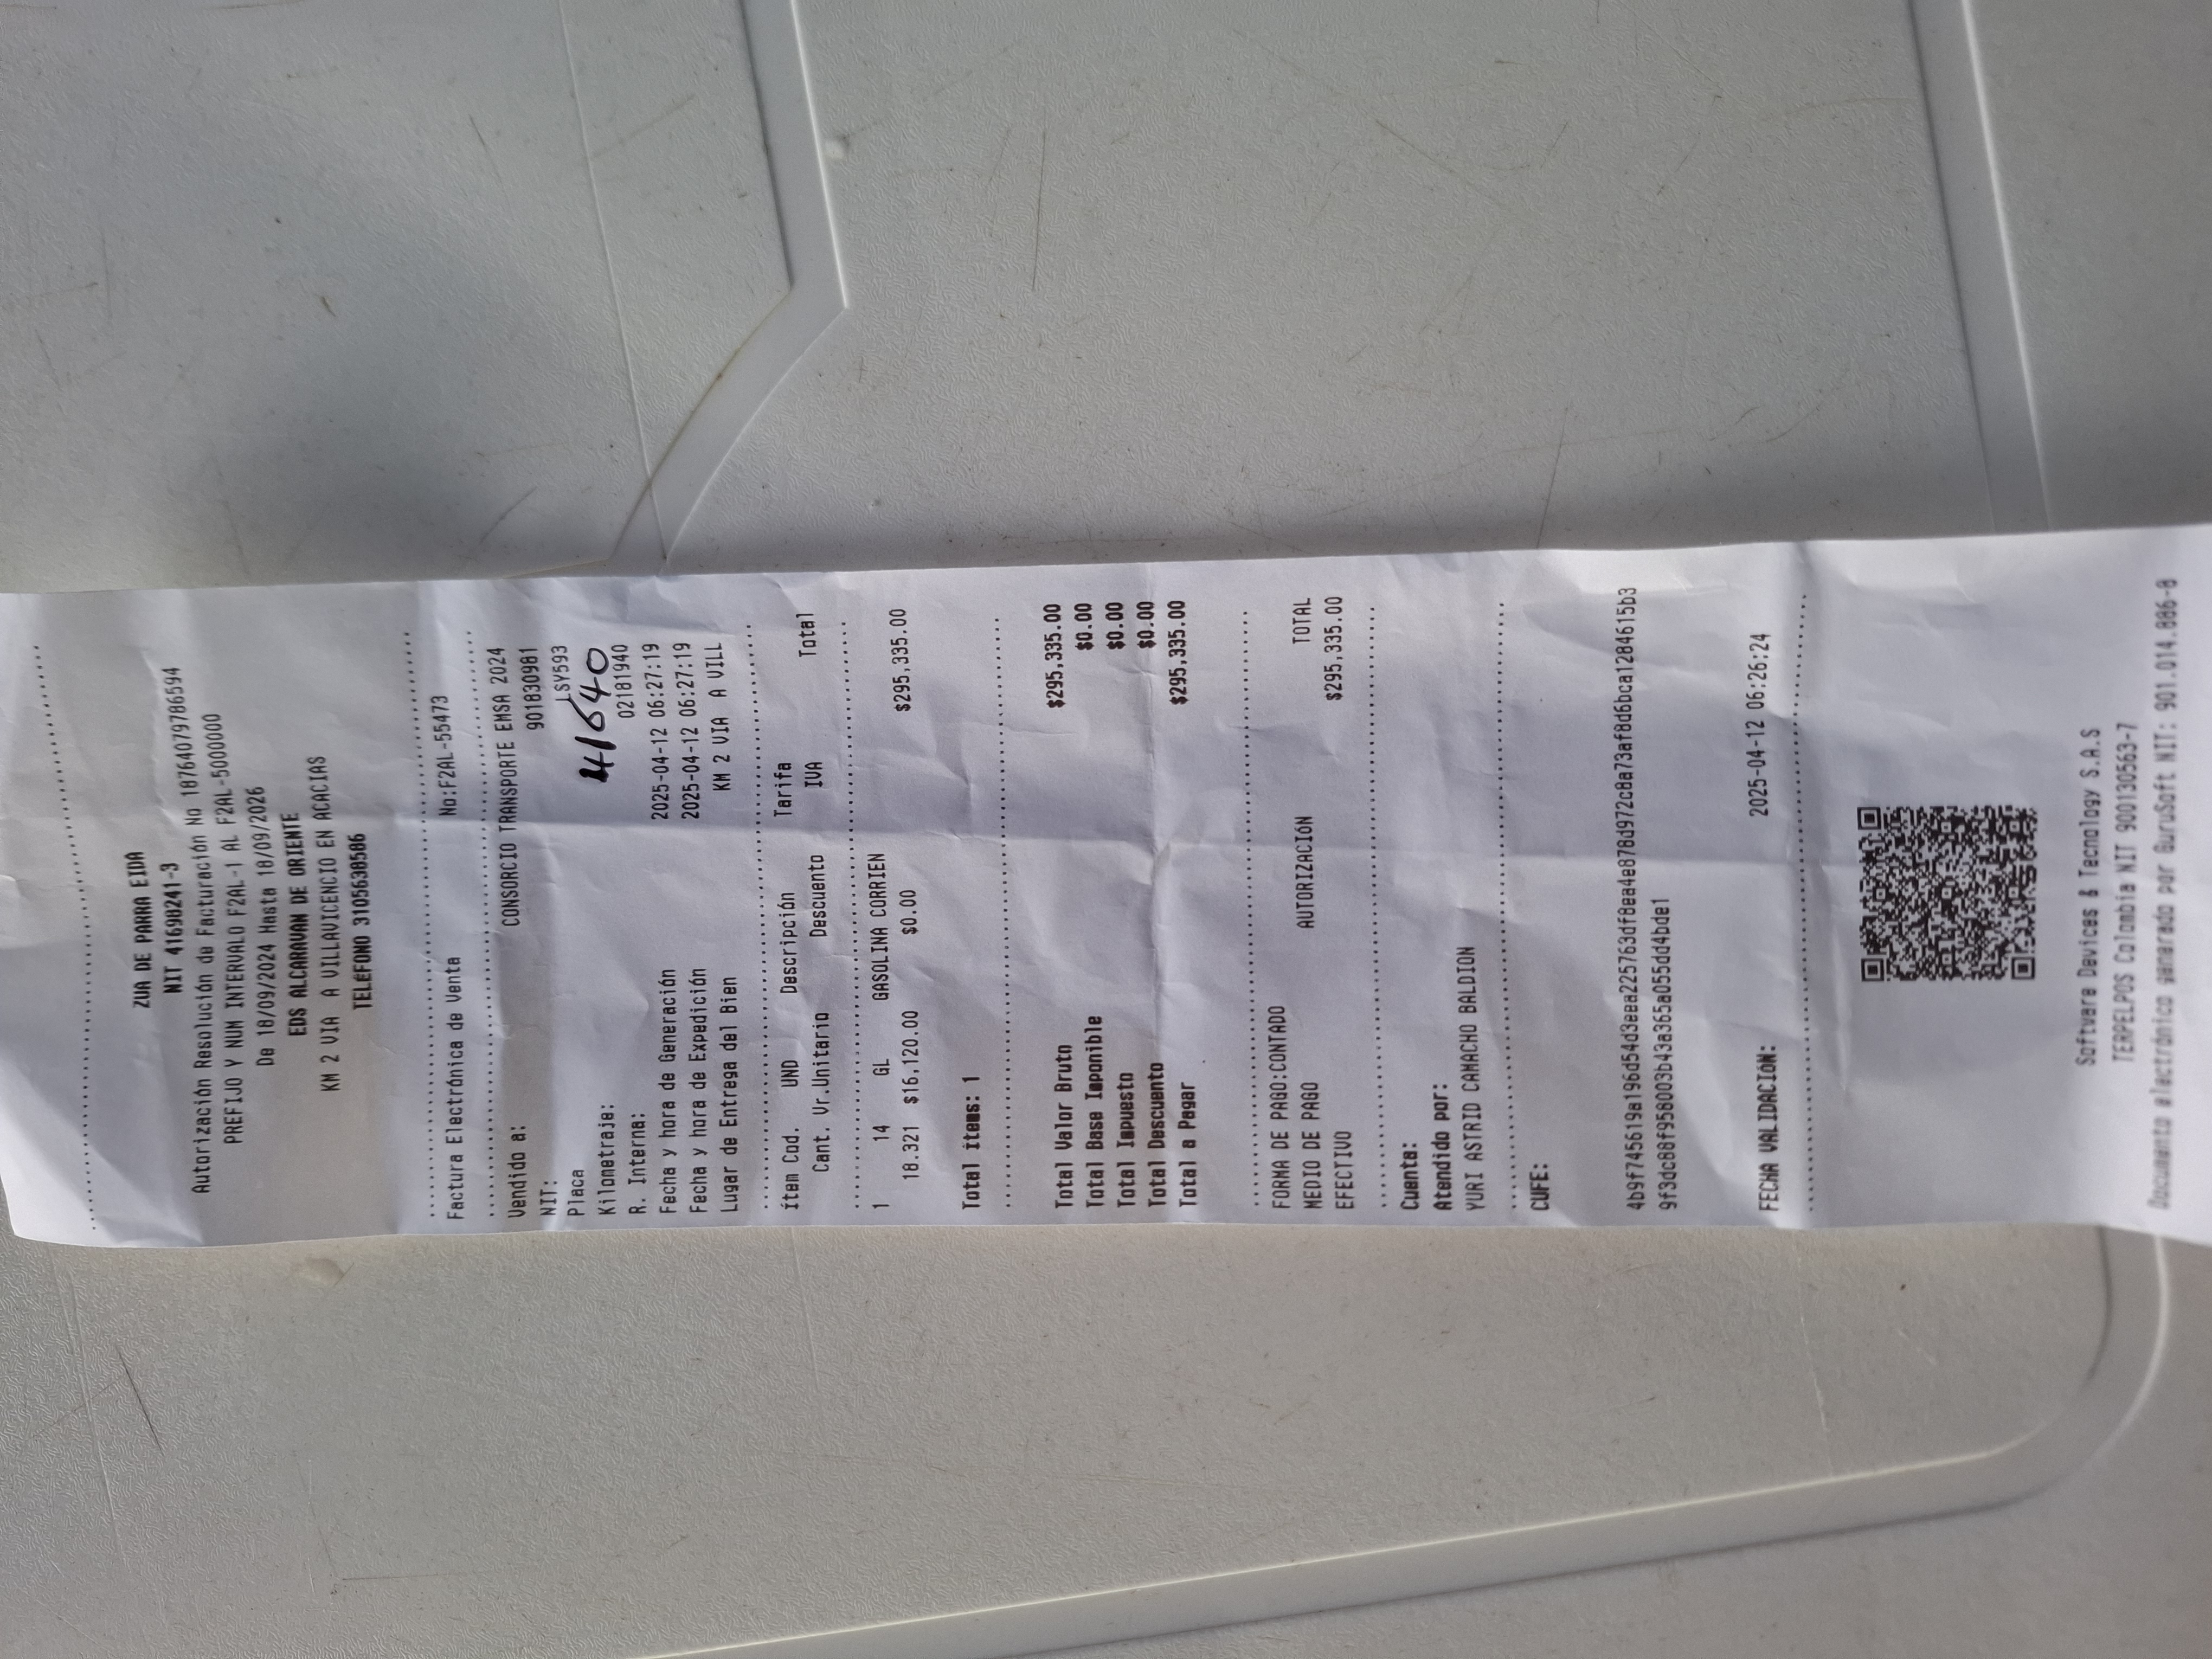 ZUA DE PARRA EIDA
NIT 41698241-3
Autorización Resolución de Facturación No 18764079786594
PREFIJO Y NUM INTERVALO F2AL-1 AL F2AL-5000000
De 18/09/2024 Hasta 18/09/2026
EDS ALCARAVAN DE ORIENTE
KM 2 VIA A VILLAVICENCIO EN ACACIAS
TELÉFONO 3105638586
Factura Electrónica de Venta No:F2AL-55473
Vendido a: CONSORCIO TRANSPORTE EMSA 2024
NIT: 901830981
Placa LSY593
Kilometraje: 41640
R. Interna: 02181940
Fecha y hora de Generación 2025-04-12 06:27:19
Fecha y hora de Expedición 2025-04-12 06:27:19
Lugar de Entrega del Bien KM 2 VIA A VILL
Ítem Cod. UND Descripción Tarifa
Cant. Vr.Unitario Descuento IVA Total
1 14 GL GASOLINA CORRIEN
18.321 $16,120.00 $0.00 $295,335.00
Total ítems: 1
Total Valor Bruto $295,335.00
Total Base Imponible $0.00
Total Impuesto $0.00
Total Descuento $0.00
Total a Pagar $295,335.00
FORMA DE PAGO:CONTADO
MEDIO DE PAGO AUTORIZACIÓN TOTAL
EFECTIVO $295,335.00
Cuenta:
Atendido por:
YURI ASTRID CAMACHO BALDION
CUFE:
4b9f745619a196d54d3eea225763df8ea4e878d972c8a73af8d6bca1284615b3
9f3dc88f958003b43a365a055dd4bde1
FECHA VALIDACIÓN: 2025-04-12 06:26:24
Software Devices & Tecnology S.A.S
TERPELPOS Colombia NIT 900130563-7
Documento electrónico generado por GuruSoft NIT: 901.014.886-8